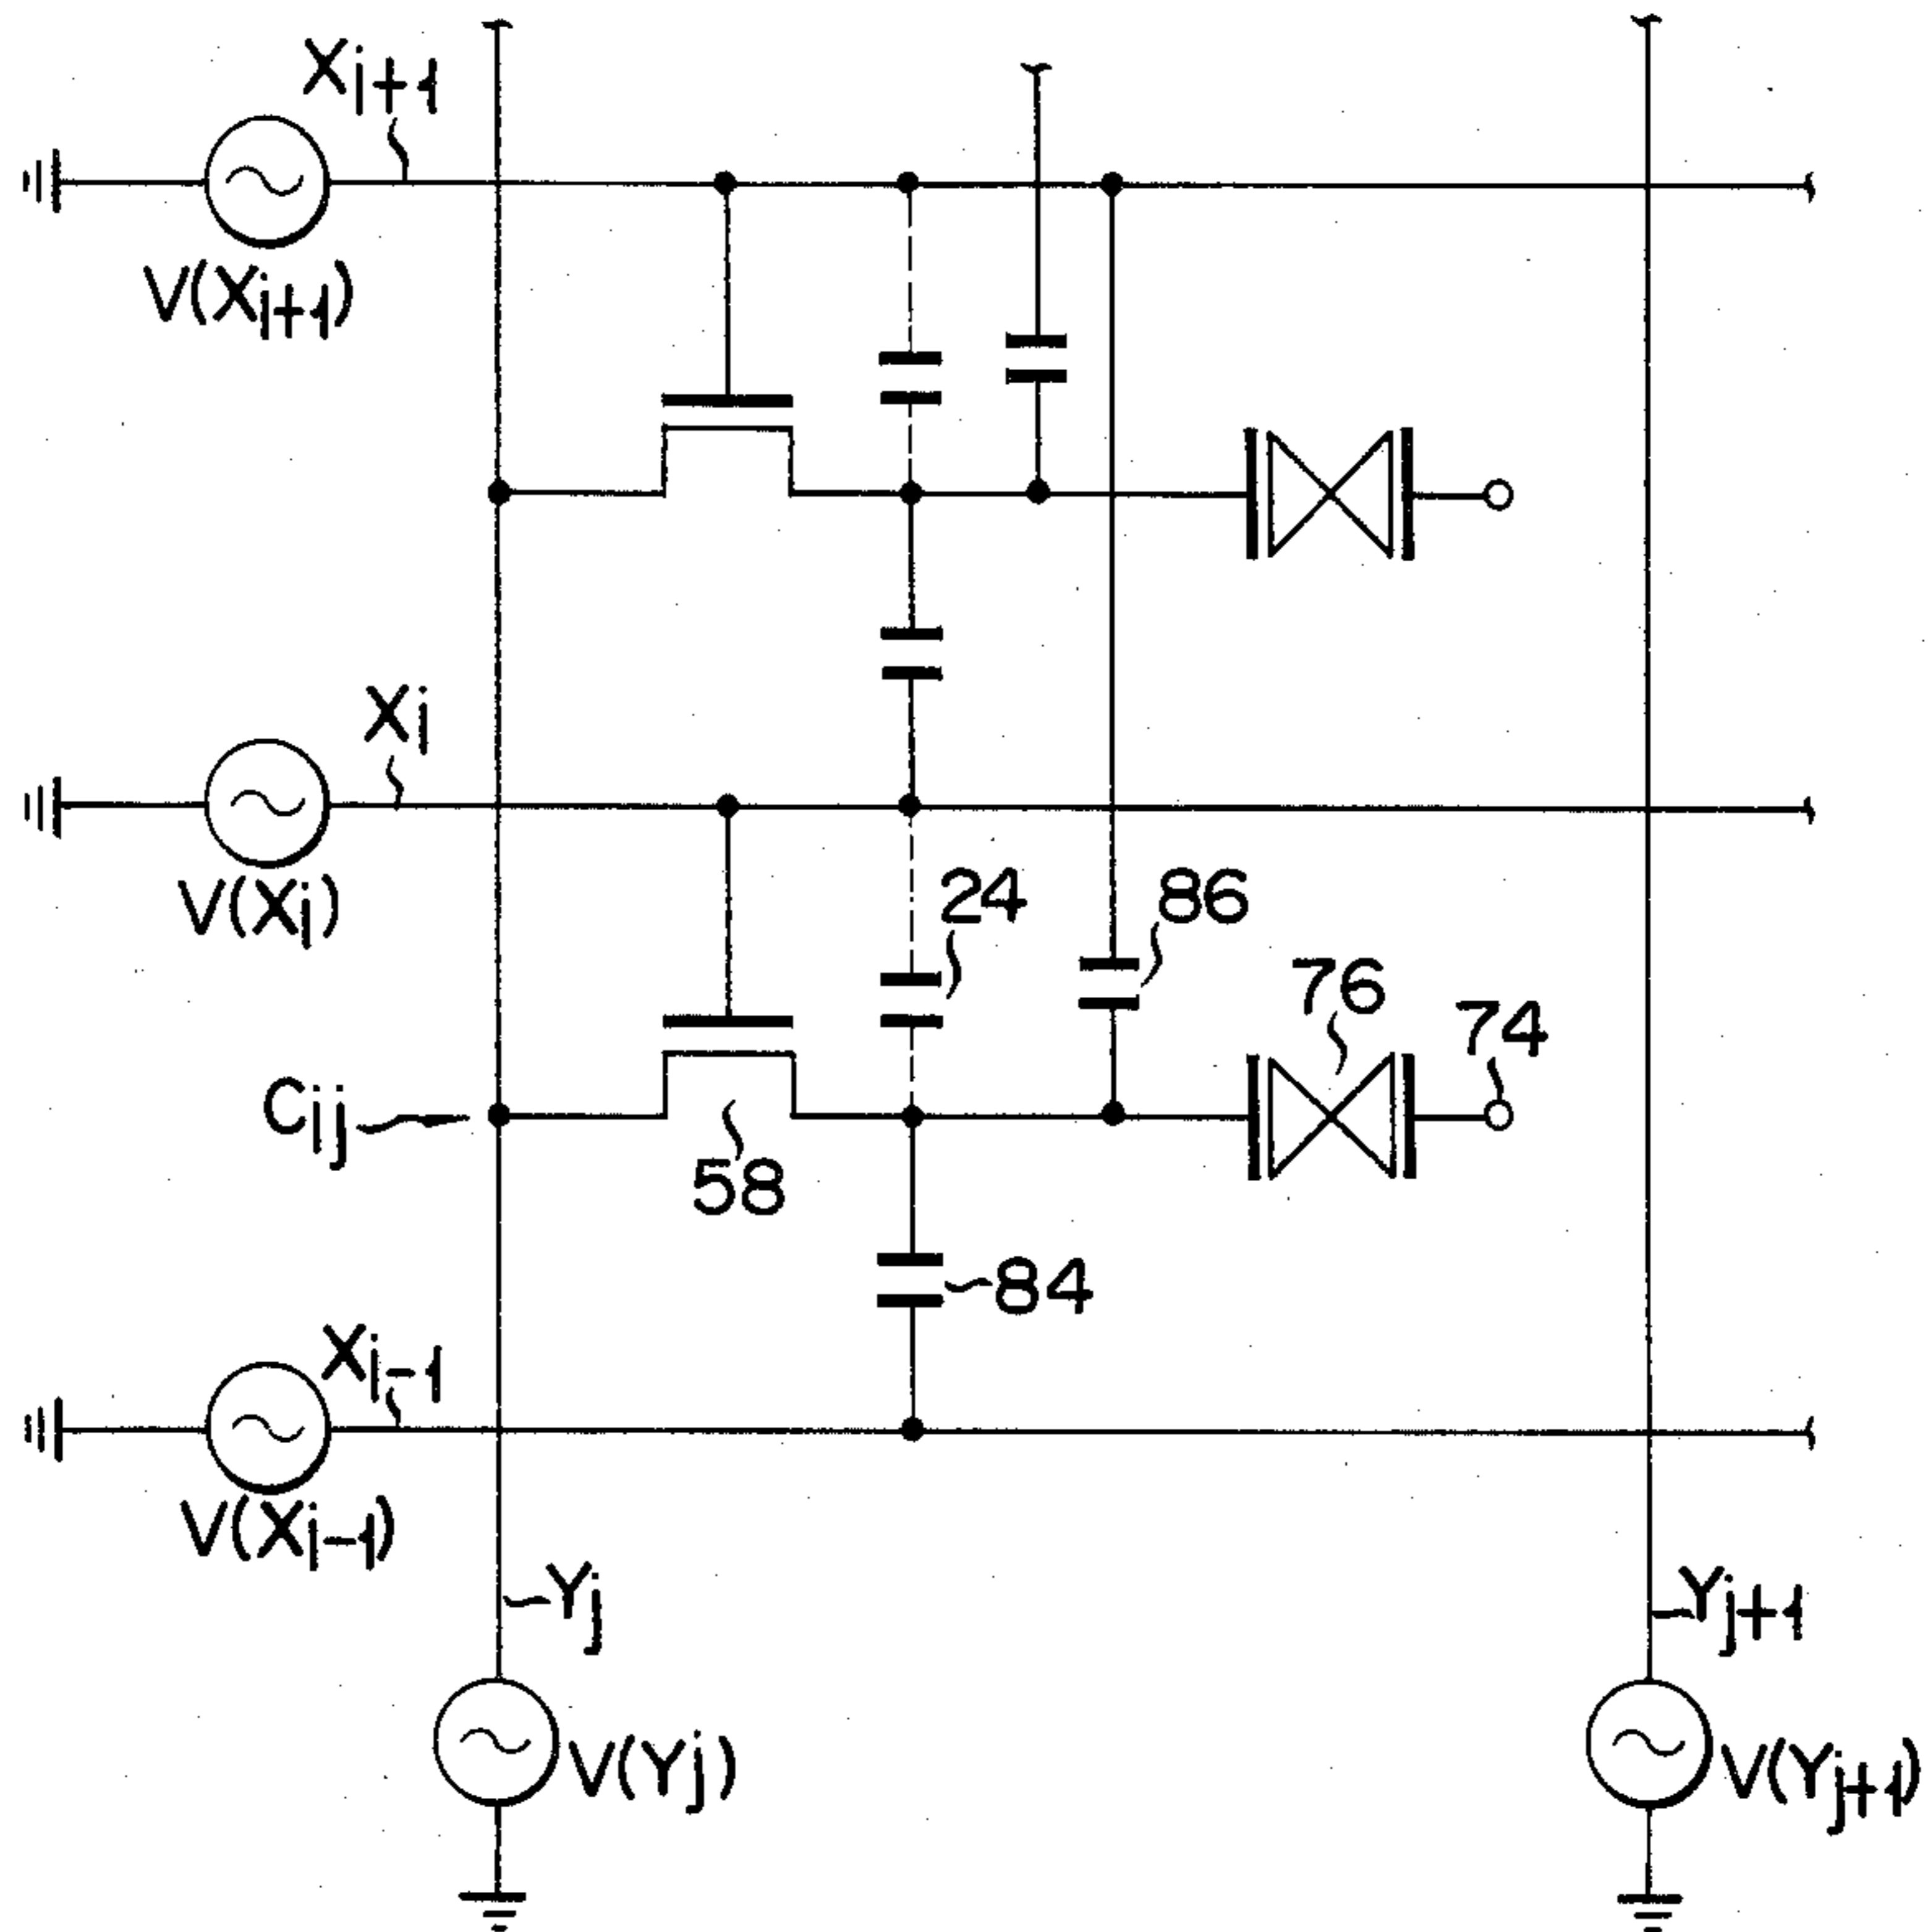 Xi+1
V(Xi+1)
Xi
V(Xi)
24
86
76
74
Cij
58
84
Xi-1
V(Xi-1)
Yj
Yj+1
V(Yj)
V(Yj+1)